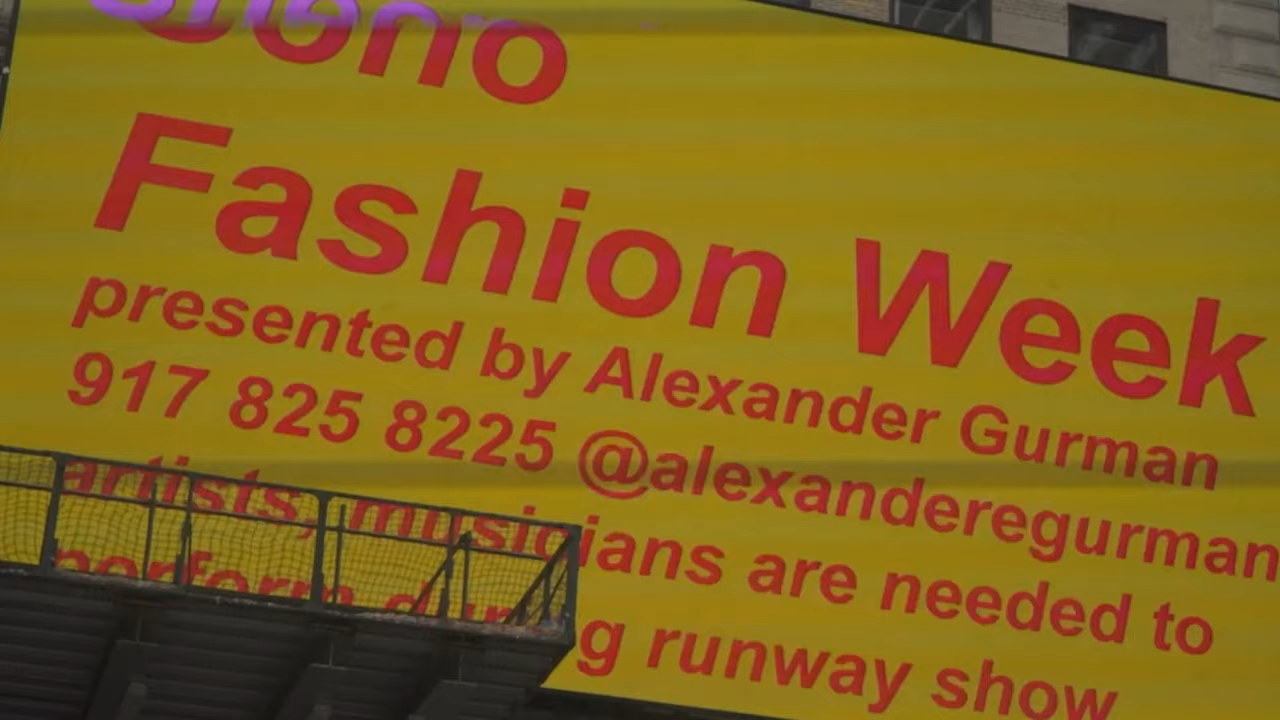 Fashion Week
presented by Alexander Gurman
917 825 8225 @alexanderegurman
artists, musicians are needed to
perform during runway show